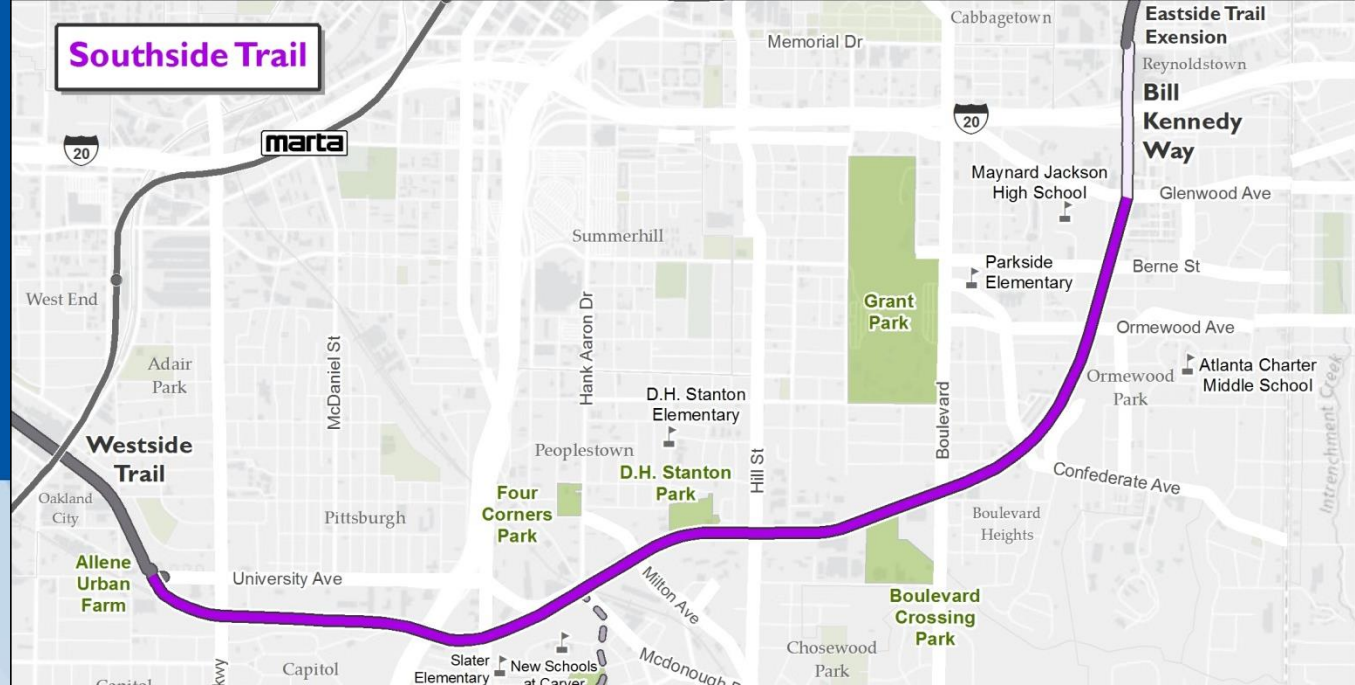 Southside Trail
Cabbagetown
Eastside Trail
Exension
Memorial Dr
Reynoldstown
Bill
Kennedy
Way
20
20
marta
Maynard Jackson
High School
Glenwood Ave
Summerhill
Parkside
Elementary
Berne St
West End
Grant
Park
Ormewood Ave
Adair
Park
McDaniel St
Hank Aaron Dr
Atlanta Charter
Middle School
Ormewood
Park
Intrenchment Creek
D.H. Stanton
Elementary
Boulevard
Westside
Trail
Peoplestown
Hill St
D.H. Stanton
Park
Confederate Ave
Oakland
City
Pittsburgh
Four
Corners
Park
Boulevard
Heights
Allene
Urban
Farm
University Ave
Milton Ave
Boulevard
Crossing
Park
Chosewood
Park
Slater
Elementary
New Schools
at Carver
Mcdonough
Capitol
Capitol
kwy